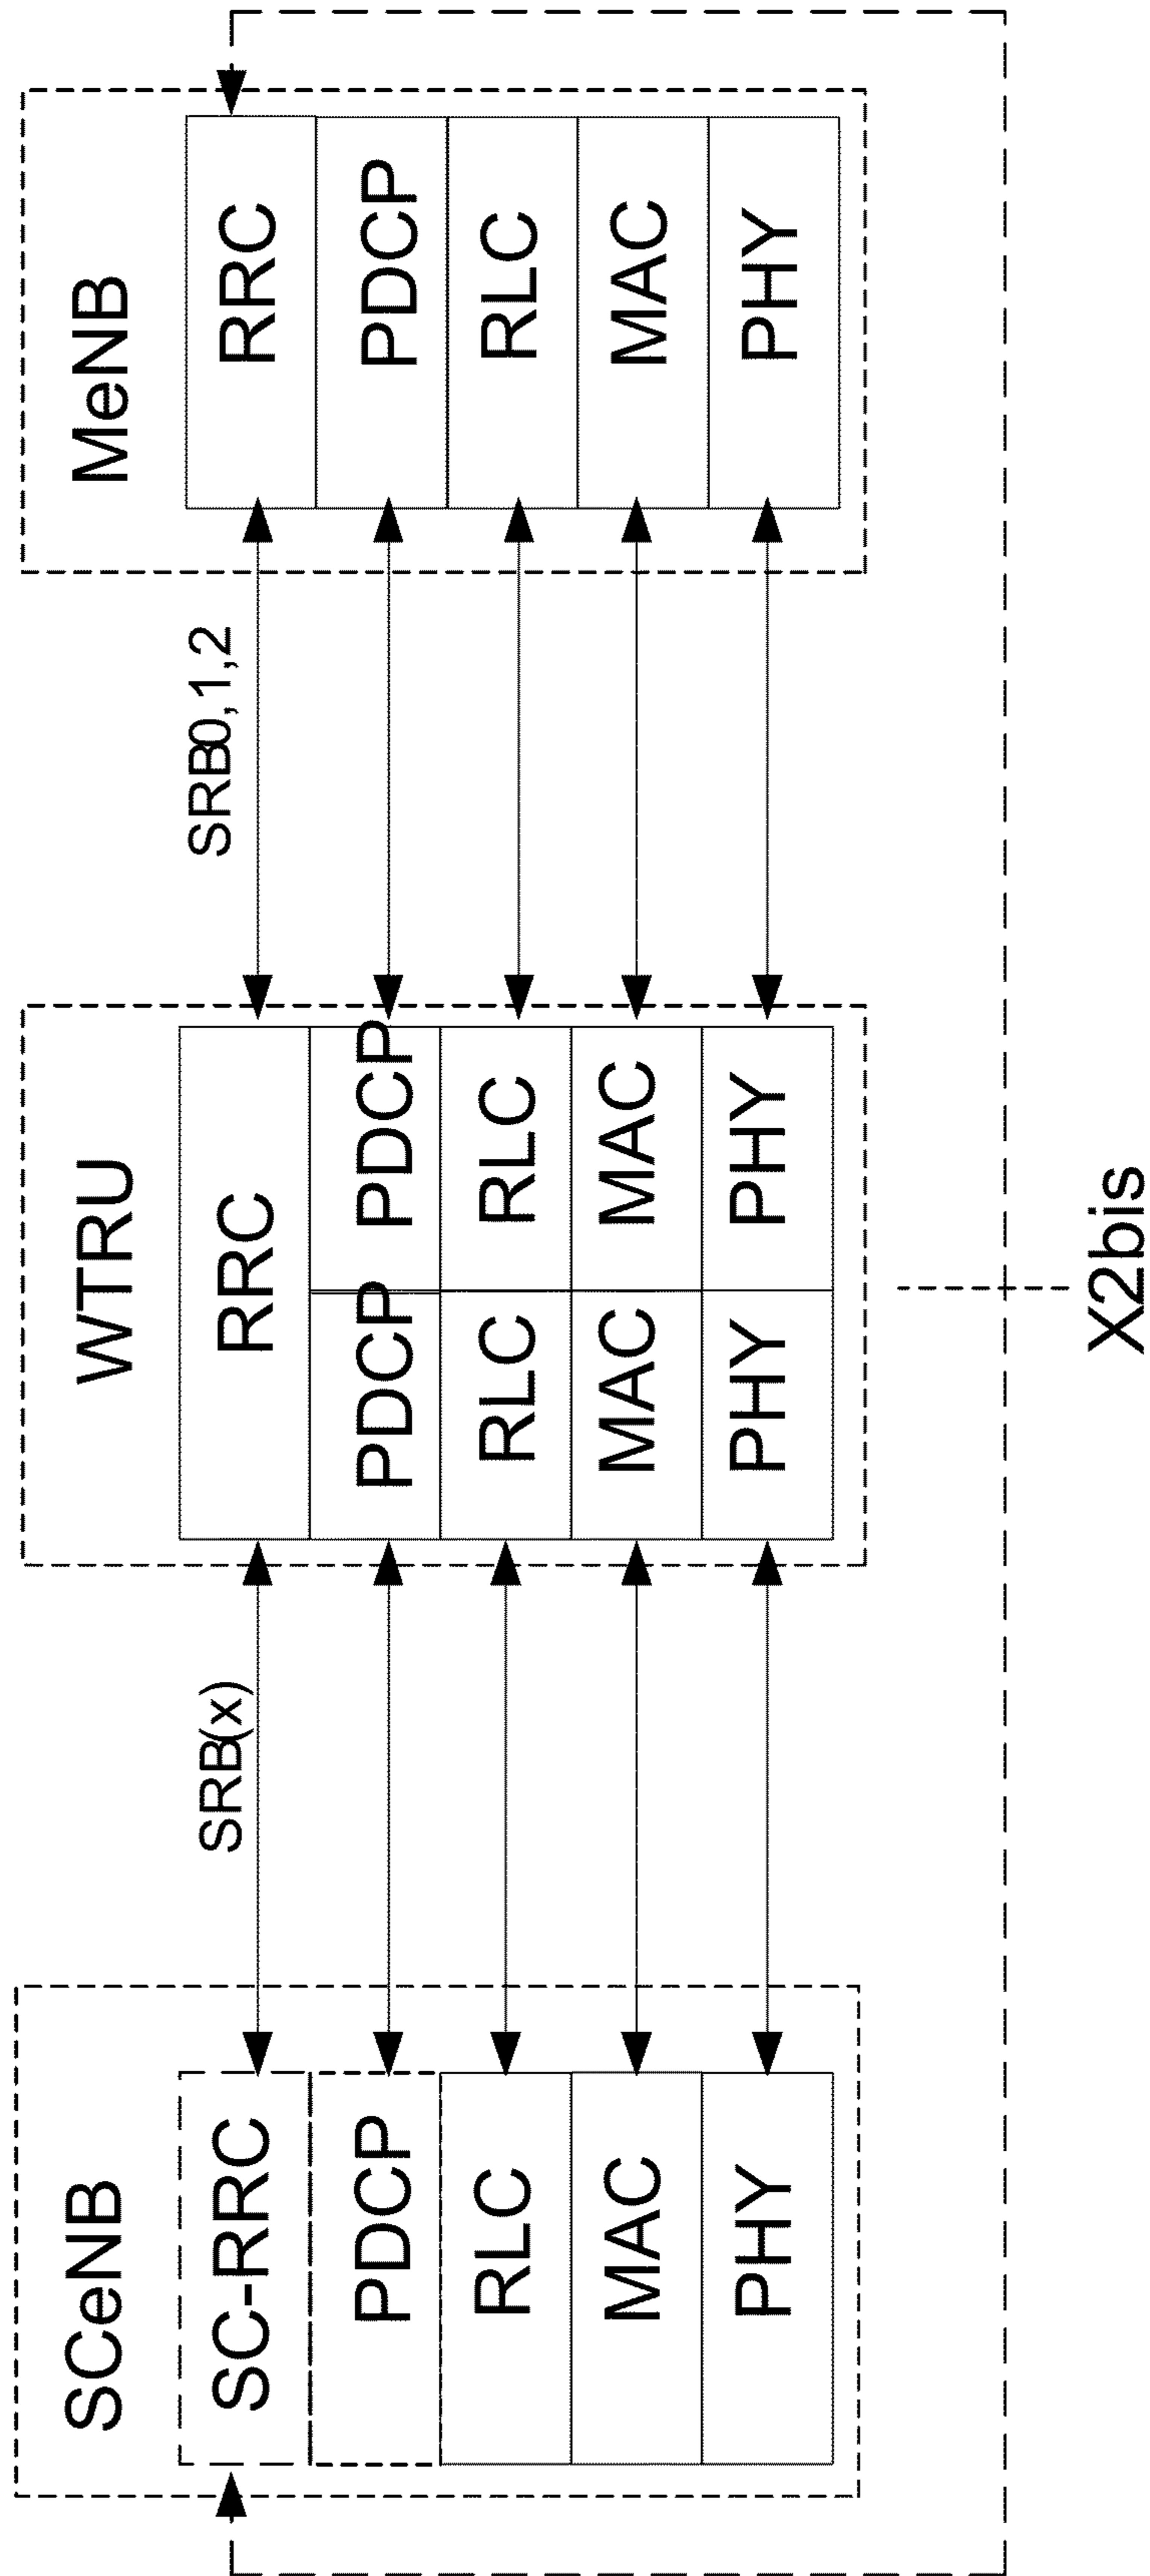 SCeNB
SC-RRC
PDCP
RLC
MAC
PHY
SRB(x)
WTRU
RRC
PDCP PDCP
RLC RLC
MAC MAC
PHY PHY
SRB0,1,2
MeNB
RRC
PDCP
RLC
MAC
PHY
X2bis